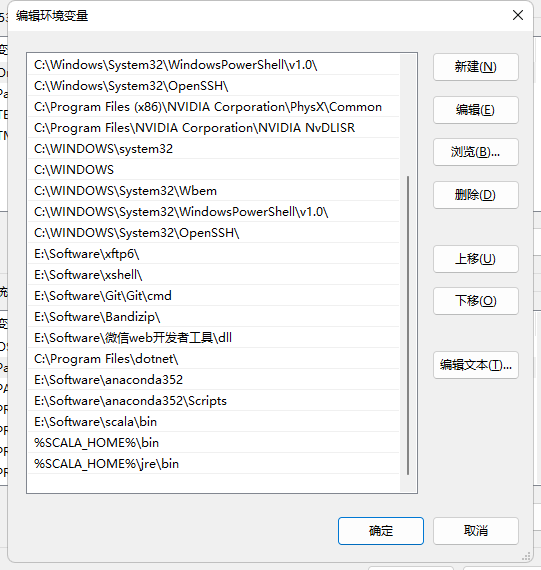 编辑环境变量
C:\Windows\System32\WindowsPowerShell\v1.0\
C:\Windows\System32\OpenSSH\
C:\Program Files (x86)\NVIDIA Corporation\PhysX\Common
C:\Program Files\NVIDIA Corporation\NVIDIA NvDLISR
C:\WINDOWS\system32
C:\WINDOWS
C:\WINDOWS\System32\Wbem
C:\WINDOWS\System32\WindowsPowerShell\v1.0\
C:\WINDOWS\System32\OpenSSH\
E:\Software\xftp6\
E:\Software\xshell\
E:\Software\Git\Git\cmd
E:\Software\Bandizip\
E:\Software\微信web开发者工具\dll
C:\Program Files\dotnet\
E:\Software\anaconda352
E:\Software\anaconda352\Scripts
E:\Software\scala\bin
%SCALA_HOME%\bin
%SCALA_HOME%\jre\bin
新建(N)
编辑(E)
浏览(B)...
删除(D)
上移(U)
下移(O)
编辑文本(T)...
确定
取消